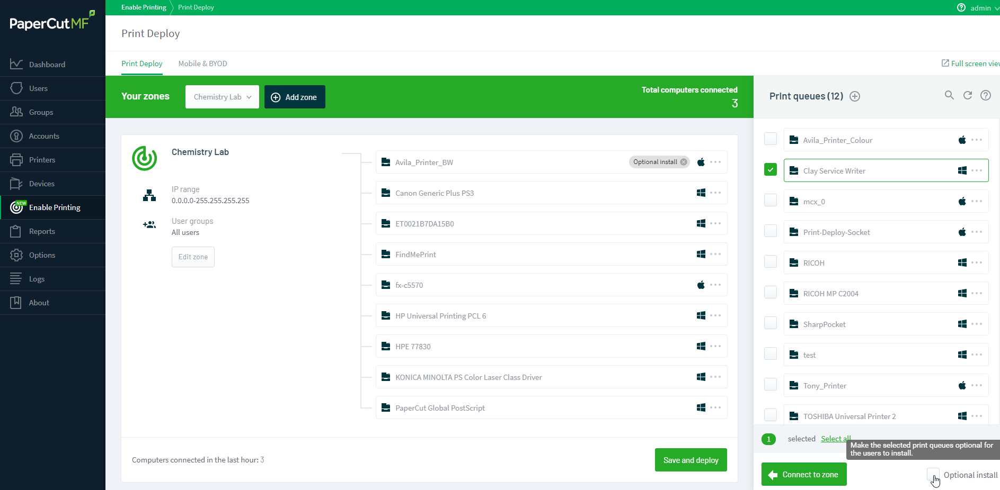 PaperCutMF
Dashboard
Users
Groups
Accounts
Printers
Devices
NEW
Enable Printing
Reports
Options
Logs
About
Enable Printing
Print Deploy
admin
Print Deploy
Print Deploy
Mobile & BYOD
Full screen view
Your zones
Chemistry Lab
Add zone
Total computers connected
3
Chemistry Lab
IP range
0.0.0.0-255.255.255.255
User groups
All users
Edit zone
Avila_Printer_BW
Optional install
Canon Generic Plus PS3
ET0021B7DA15B0
FindMePrint
fx-c5570
HP Universal Printing PCL 6
HPE 77830
KONICA MINOLTA PS Color Laser Class Driver
PaperCut Global PostScript
Computers connected in the last hour: 3
Save and deploy
Print queues (12)
Avila_Printer_Colour
Clay Service Writer
mcx_0
Print-Deploy-Socket
RICOH
RICOH MP C2004
SharpPocket
test
Tony_Printer
TOSHIBA Universal Printer 2
1 selected Select all
Make the selected print queues optional for
the users to install.
Connect to zone
Optional install